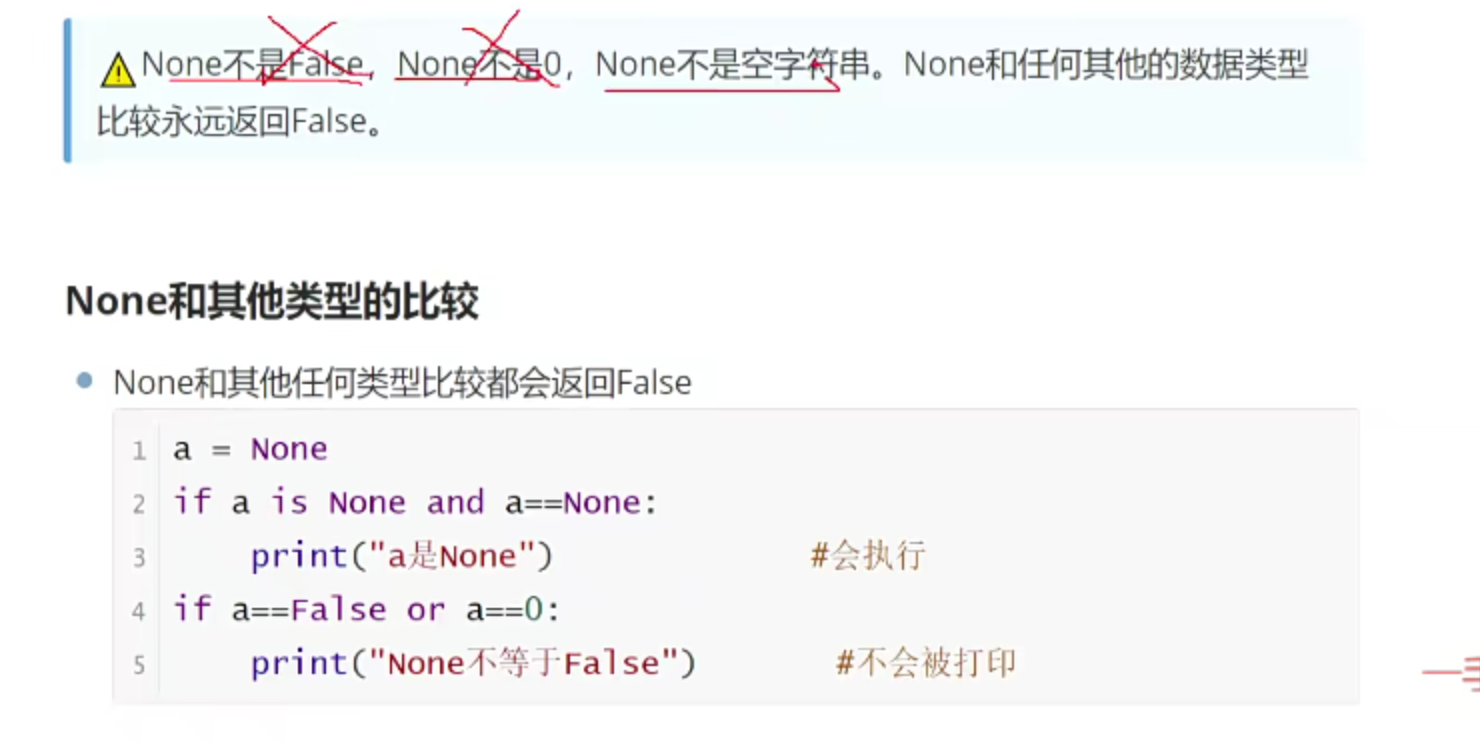 None不是False，None不是0，None不是空字符串。None和任何其他的数据类型
比较永远返回False。
None和其他类型的比较
None和其他任何类型比较都会返回False
1 a = None
2 if a is None and a==None:
3     print("a是None")               #会执行
4 if a==False or a==0:
5     print("None不等于False")        #不会被打印